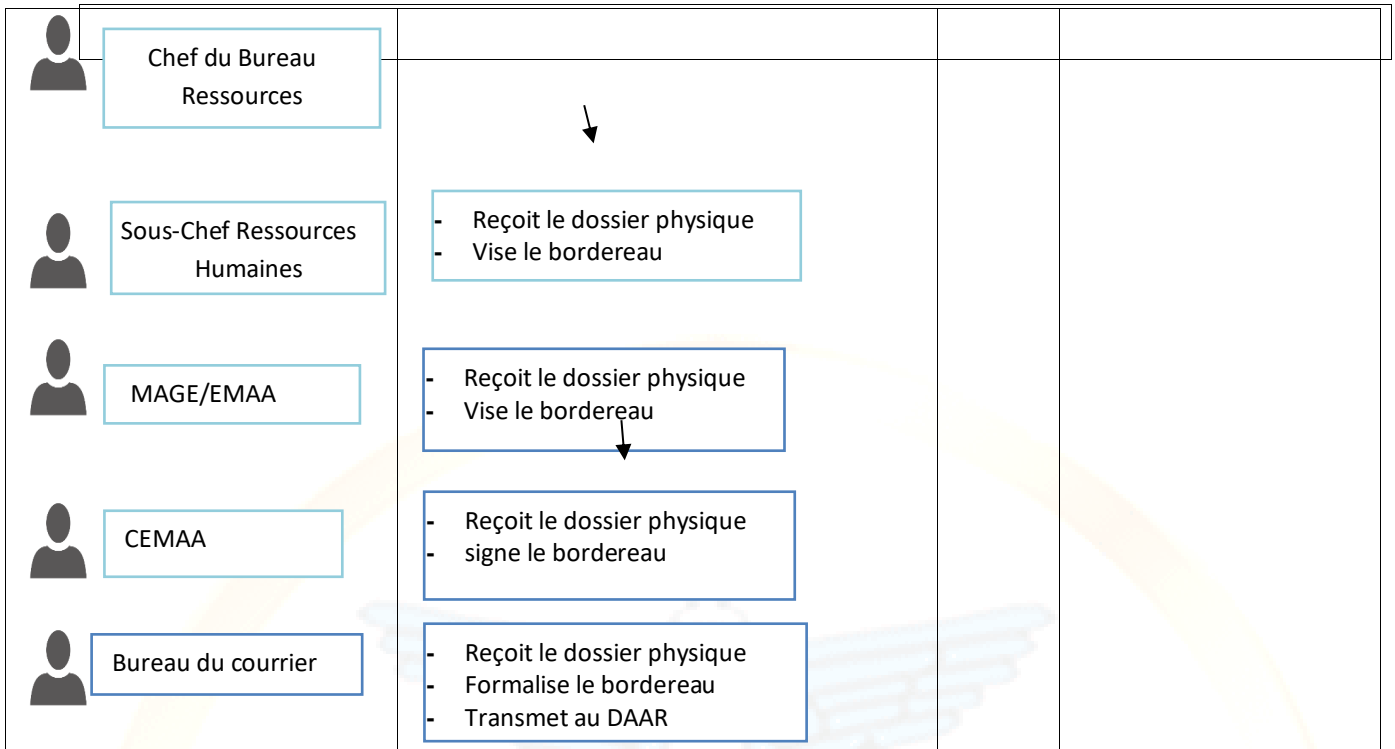 Chef du Bureau
Ressources
Sous-Chef Ressources
Humaines
- Reçoit le dossier physique
- Vise le bordereau
MAGE/EMAA
- Reçoit le dossier physique
- Vise le bordereau
CEMAA
- Reçoit le dossier physique
- signe le bordereau
Bureau du courrier
- Reçoit le dossier physique
- Formalise le bordereau
- Transmet au DAAR